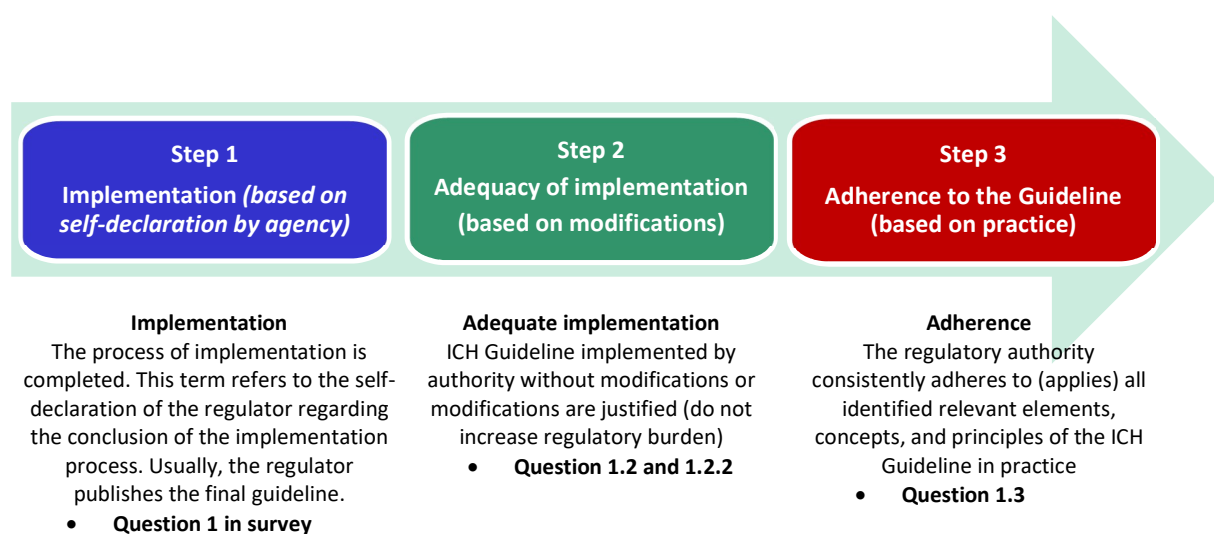 Step 1
Implementation (based on
self-declaration by agency)
Step 2
Adequacy of implementation
(based on modifications)
Step 3
Adherence to the Guideline
(based on practice)
Implementation
The process of implementation is
completed. This term refers to the self-
declaration of the regulator regarding
the conclusion of the implementation
process. Usually, the regulator
publishes the final guideline.
• Question 1 in survey
Adequate implementation
ICH Guideline implemented by
authority without modifications or
modifications are justified (do not
increase regulatory burden)
• Question 1.2 and 1.2.2
Adherence
The regulatory authority
consistently adheres to (applies) all
identified relevant elements,
concepts, and principles of the ICH
Guideline in practice
• Question 1.3